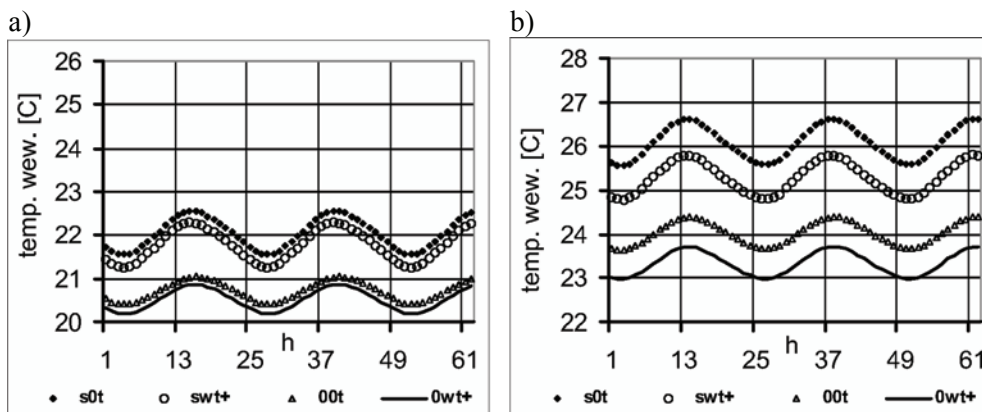 a)
temp. wew. [C]
26
25
24
23
22
21
20
1 13 25 37 49 61
h
s0t swt+ 00t 0wt+
b)
temp. wew. [C]
28
27
26
25
24
23
22
1 13 25 37 49 61
h
s0t swt+ 00t 0wt+